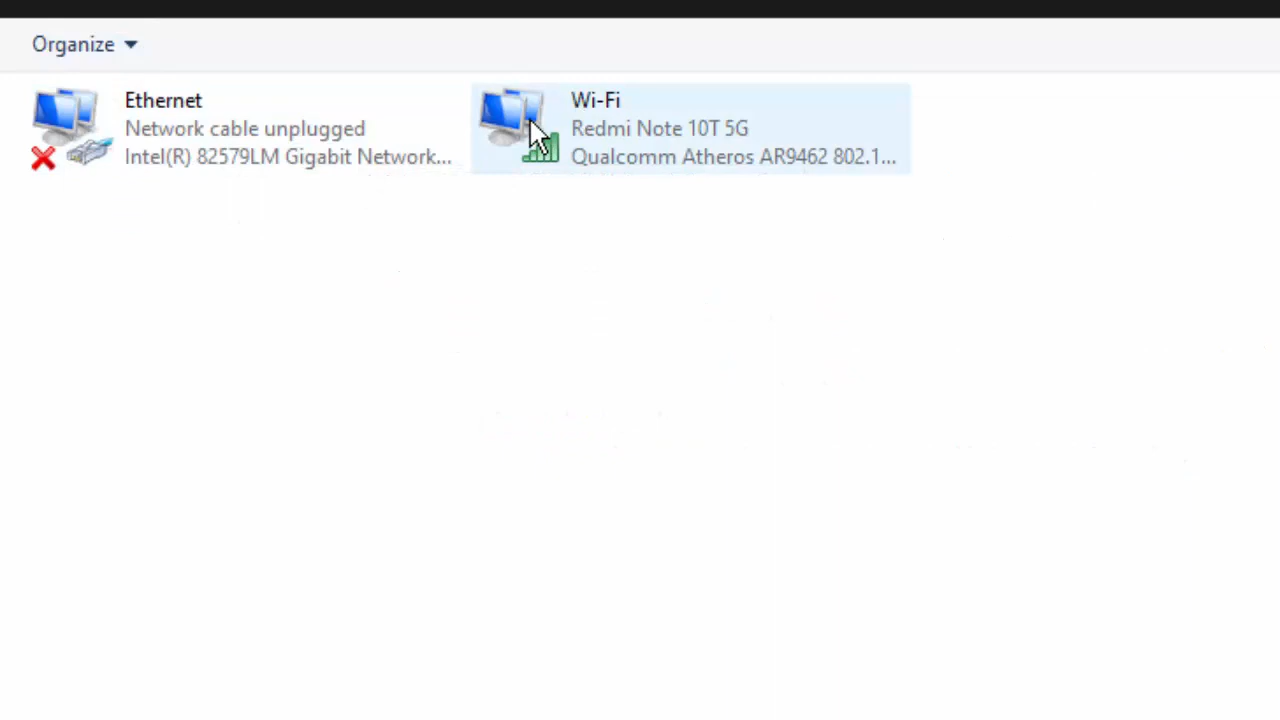 Organize
Ethernet
Network cable unplugged
Intel(R) 82579LM Gigabit Network...
Wi-Fi
Redmi Note 10T 5G
Qualcomm Atheros AR9462 802.1...